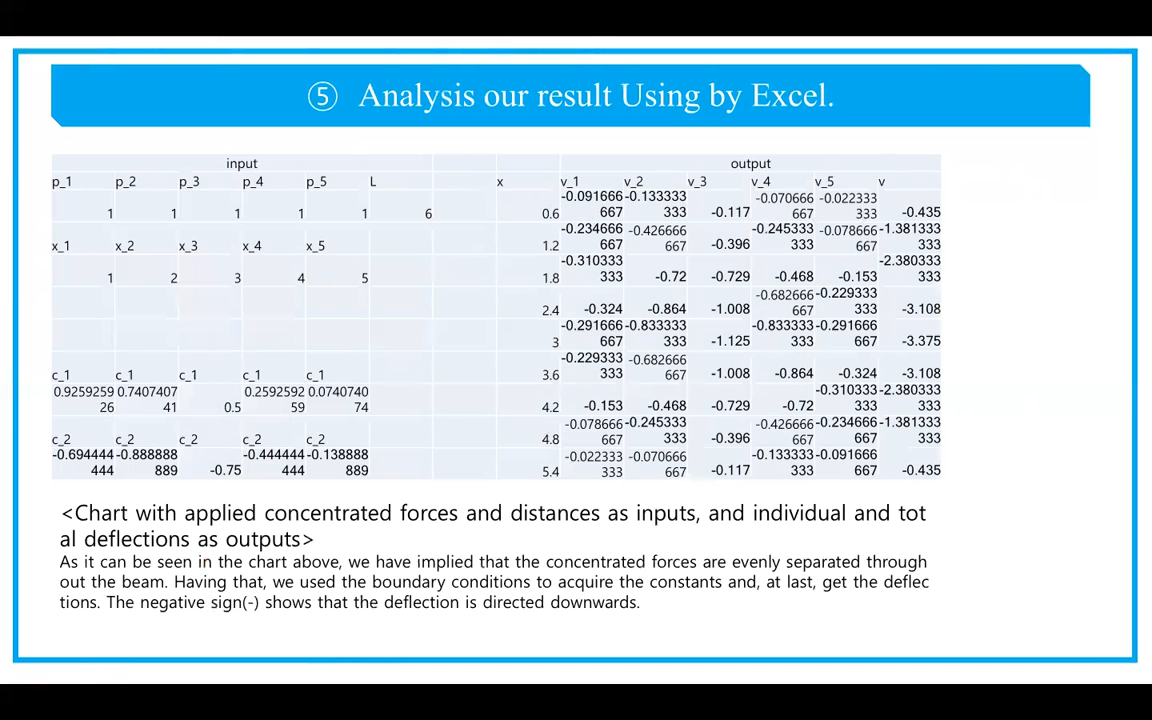 ⑤ Analysis our result Using by Excel.
input output
p_1 p_2 p_3 p_4 p_5 L x v_1 v_2 v_3 v_4 v_5 v
-0.091666 -0.133333 -0.070666 -0.022333
1 1 1 1 1 6 0.6 667 333 -0.117 667 333 -0.435
-0.234666 -0.426666 -0.245333 -0.078666 -1.381333
x_1 x_2 x_3 x_4 x_5 1.2 667 667 -0.396 333 667 333
-0.310333 -2.380333
1 2 3 4 5 1.8 333 -0.72 -0.729 -0.468 -0.153 333
-0.682666 -0.229333
2.4 -0.324 -0.864 -1.008 667 333 -3.108
-0.291666 -0.833333 -0.833333 -0.291666
3 667 333 -1.125 333 667 -3.375
-0.229333 -0.682666
c_1 c_1 c_1 c_1 c_1 3.6 333 667 -1.008 -0.864 -0.324 -3.108
0.9259259 0.7407407 0.2592592 0.0740740 -0.310333 -2.380333
26 41 0.5 59 74 4.2 -0.153 -0.468 -0.729 -0.72 333 333
-0.078666 -0.245333 -0.426666 -0.234666 -1.381333
c_2 c_2 c_2 c_2 c_2 4.8 667 333 -0.396 667 667 333
-0.694444 -0.888888 -0.444444 -0.138888 -0.022333 -0.070666 -0.133333 -0.091666
444 889 -0.75 444 889 5.4 333 667 -0.117 333 667 -0.435
<Chart with applied concentrated forces and distances as inputs, and individual and tot
al deflections as outputs>
As it can be seen in the chart above, we have implied that the concentrated forces are evenly separated through
out the beam. Having that, we used the boundary conditions to acquire the constants and, at last, get the deflec
tions. The negative sign(-) shows that the deflection is directed downwards.